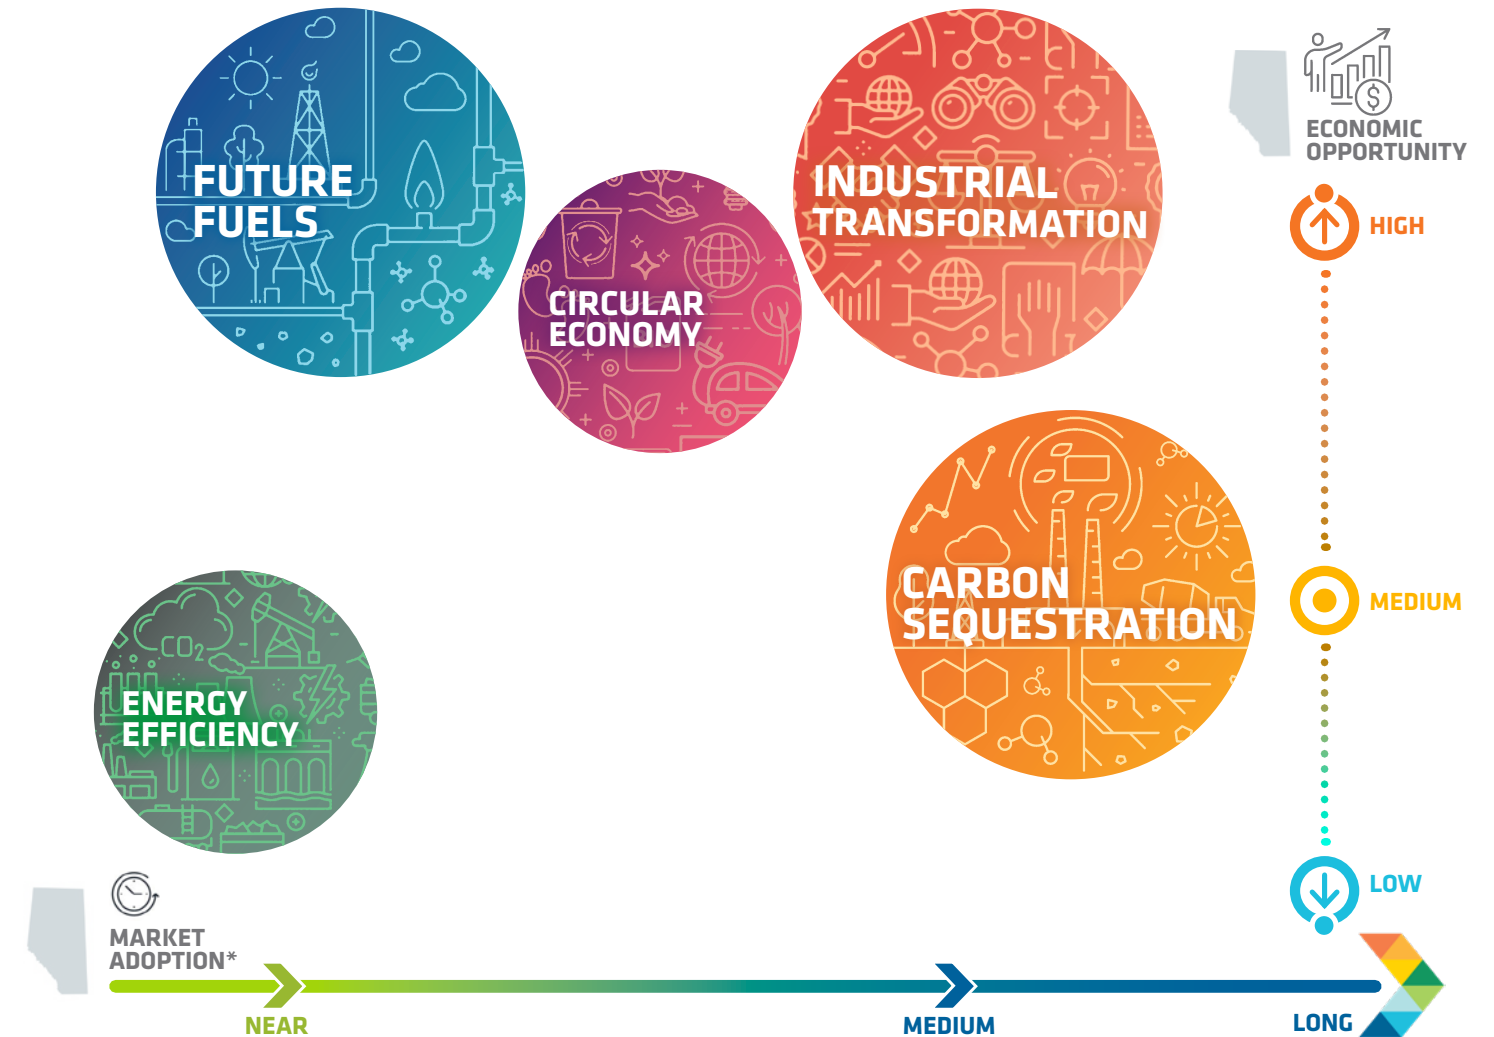 FUTURE
FUELS
CIRCULAR
ECONOMY
INDUSTRIAL
TRANSFORMATION
$
ECONOMIC
OPPORTUNITY
HIGH
CARBON
SEQUESTRATION
MEDIUM
CO2
ENERGY
EFFICIENCY
LOW
MARKET
ADOPTION*
NEAR
MEDIUM
LONG